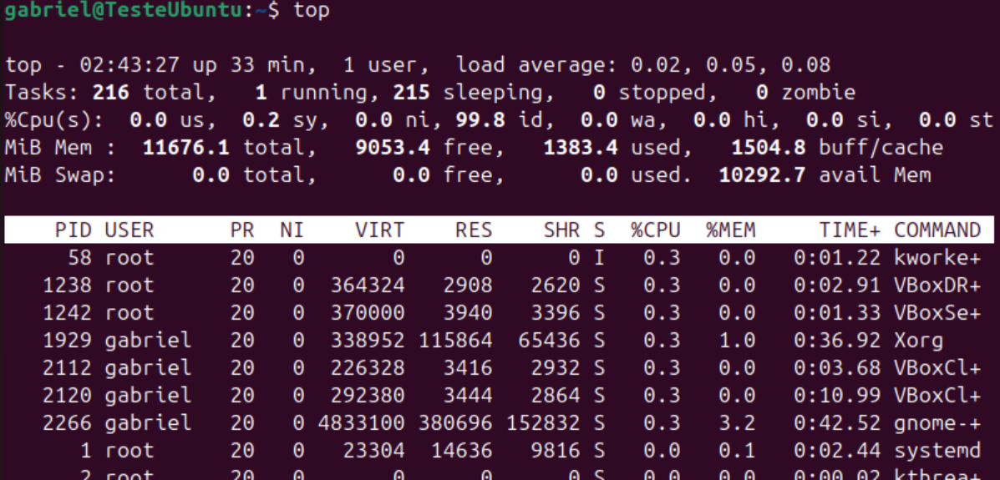 gabriel@TesteUbuntu:~$ top
top - 02:43:27 up 33 min,  1 user,  load average: 0.02, 0.05, 0.08
Tasks: 216 total,   1 running, 215 sleeping,   0 stopped,   0 zombie
%Cpu(s):  0.0 us,  0.2 sy,  0.0 ni, 99.8 id,  0.0 wa,  0.0 hi,  0.0 si,  0.0 st
MiB Mem :  11676.1 total,   9053.4 free,   1383.4 used,   1504.8 buff/cache
MiB Swap:      0.0 total,      0.0 free,      0.0 used.  10292.7 avail Mem
PID USER      PR  NI    VIRT    RES    SHR S  %CPU  %MEM     TIME+ COMMAND
58 root      20   0       0      0      0 I   0.3   0.0   0:01.22 kworke+
1238 root      20   0  364324   2908   2620 S   0.3   0.0   0:02.91 VBoxDR+
1242 root      20   0  370000   3940   3396 S   0.3   0.0   0:01.33 VBoxSe+
1929 gabriel   20   0  338952 115864  65436 S   0.3   1.0   0:36.92 Xorg
2112 gabriel   20   0  226328   3416   2932 S   0.3   0.0   0:03.68 VBoxCl+
2120 gabriel   20   0  292380   3444   2864 S   0.3   0.0   0:10.99 VBoxCl+
2266 gabriel   20   0 4833100 380696 152832 S   0.3   3.2   0:42.52 gnome-+
1 root      20   0   23304  14636   9816 S   0.0   0.1   0:02.44 systemd
2 root      20   0       0      0      0 S   0.0   0.0   0:00.02 kthrea+